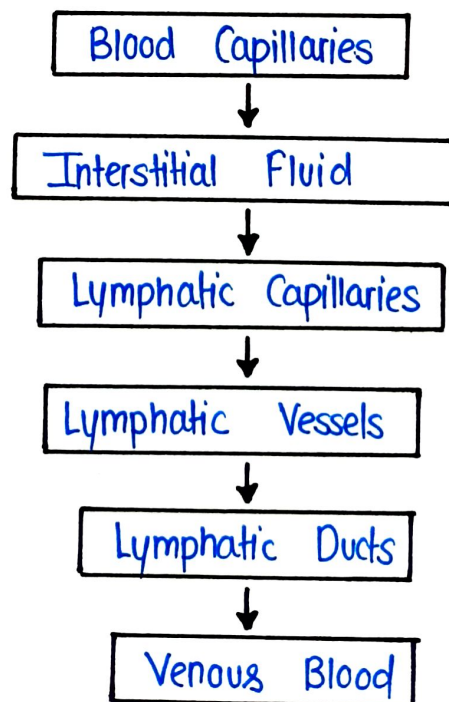 Blood Capillaries
Interstitial Fluid
Lymphatic Capillaries
Lymphatic Vessels
Lymphatic Ducts
Venous Blood